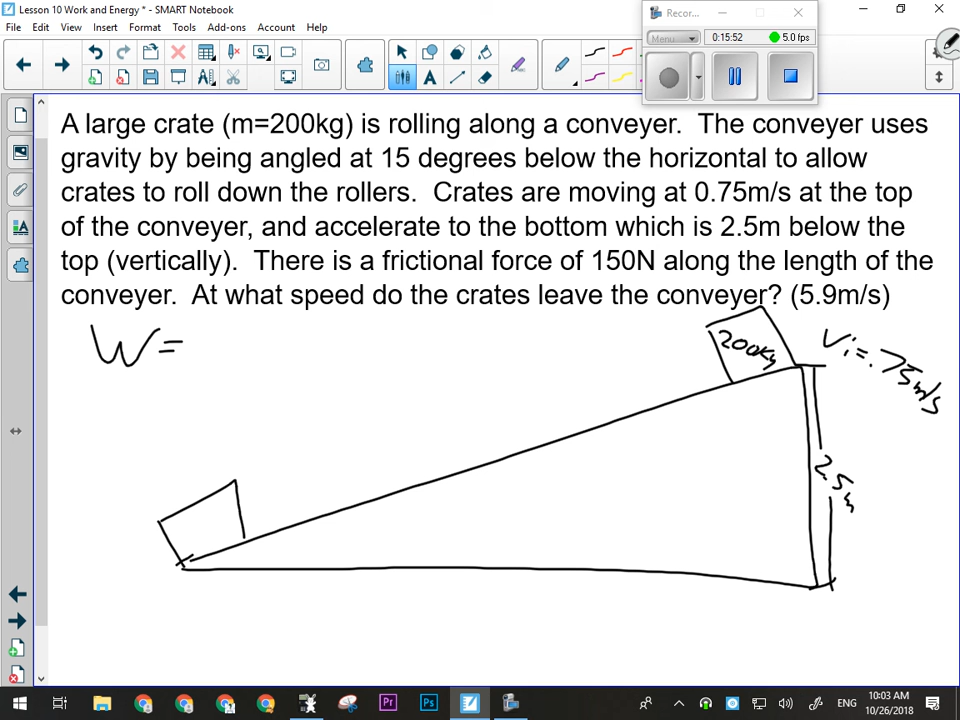 Lesson 10 Work and Energy * - SMART Notebook
Recor...
File Edit View Insert Format Tools Add-ons Account Help
Menu 0:15:52 5.0 fps
A large crate (m=200kg) is rolling along a conveyer. The conveyer uses
gravity by being angled at 15 degrees below the horizontal to allow
crates to roll down the rollers. Crates are moving at 0.75m/s at the top
of the conveyer, and accelerate to the bottom which is 2.5m below the
top (vertically). There is a frictional force of 150N along the length of the
conveyer. At what speed do the crates leave the conveyer? (5.9m/s)
W=
200Kg
Vi=.75m/s
2.5m
ENG
10:03 AM
10/26/2018